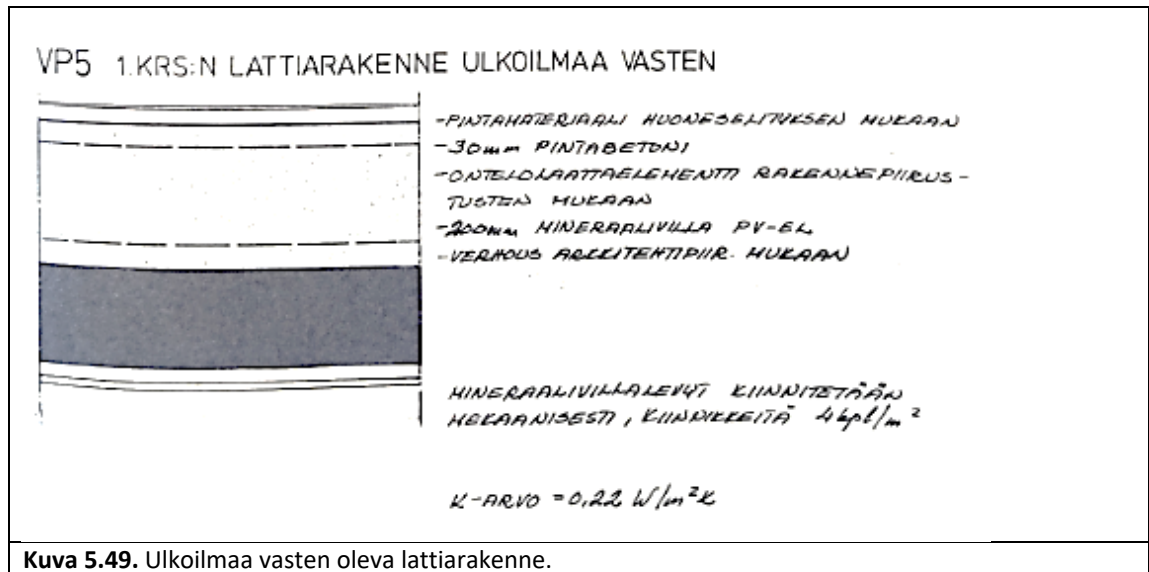 VP5 1.KRS:N LATTIARAKENNE ULKOILMAA VASTEN
-PINTAMATERIAALI HUONESELITYKSEN MUKAAN
-30mm PINTABETONI
-ONTELOLAATTAELEMENTTI RAKENNEPIIRUS-
TUSTEN MUKAAN
-200mm MINERAALIVILLA PV-EL
-VERHOUS ARKKITEHTIPIIR. MUKAAN
MINERAALIVILLALEVYT KIINNITETÄÄN
MEKAANISESTI, KIINNIKKEITÄ 4 kpl/m²
K-ARVO = 0,22 W/m²K
Kuva 5.49. Ulkoilmaa vasten oleva lattiarakenne.